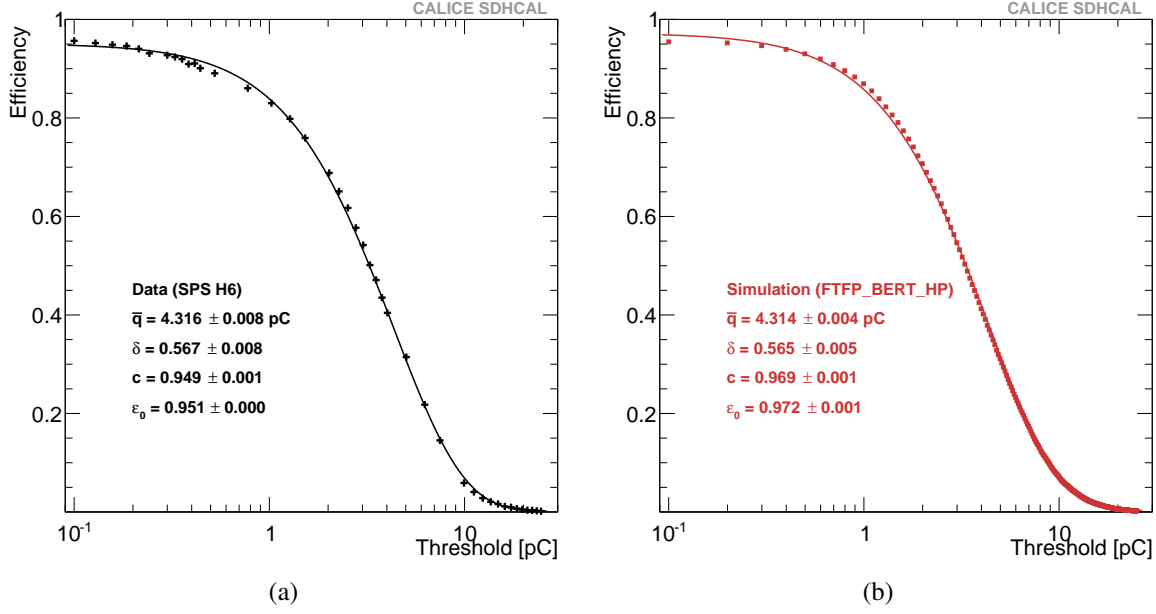 CALICE SDHCAL
Efficiency
1
0.8
0.6
0.4
0.2
Data (SPS H6)
q̅ = 4.316 ± 0.008 pC
δ = 0.567 ± 0.008
c = 0.949 ± 0.001
ε₀ = 0.951 ± 0.000
10⁻¹
1
10
Threshold [pC]
(a)
CALICE SDHCAL
Efficiency
1
0.8
0.6
0.4
0.2
Simulation (FTFP_BERT_HP)
q̅ = 4.314 ± 0.004 pC
δ = 0.565 ± 0.005
c = 0.969 ± 0.001
ε₀ = 0.972 ± 0.001
10⁻¹
1
10
Threshold [pC]
(b)